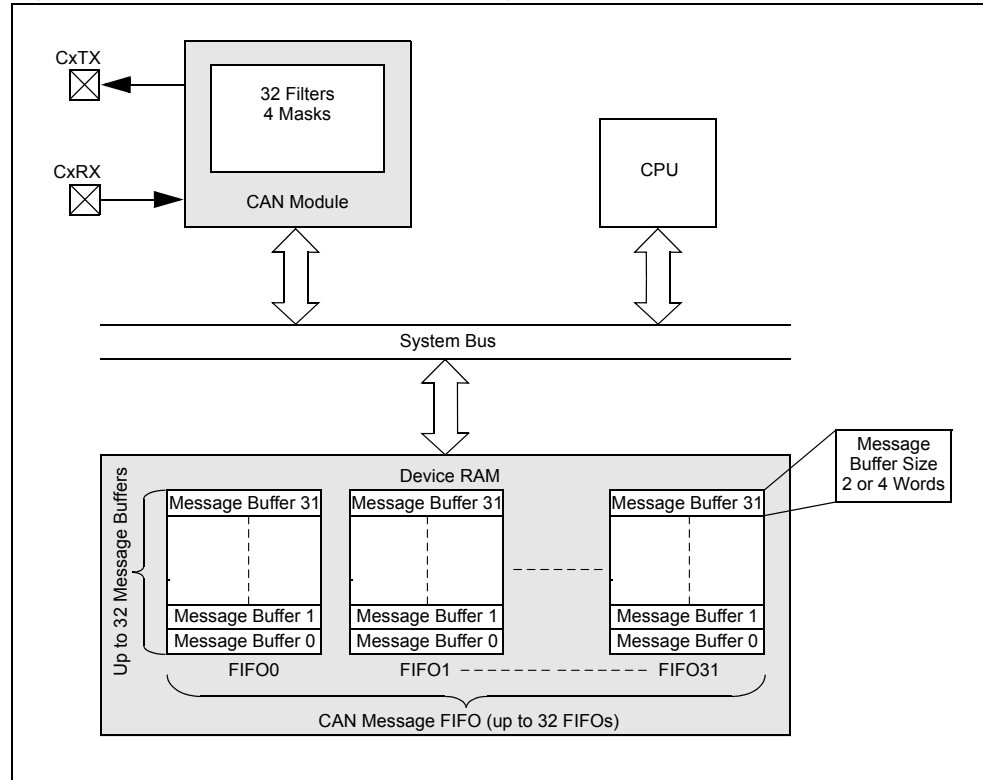 CxTX
32 Filters
4 Masks
CPU
CxRX
CAN Module
System Bus
Message
Buffer Size
2 or 4 Words
Device RAM
Up to 32 Message Buffers
Message Buffer 31
Message Buffer 31
Message Buffer 31
Message Buffer 1
Message Buffer 1
Message Buffer 1
Message Buffer 0
Message Buffer 0
Message Buffer 0
FIFO0
FIFO1
FIFO31
CAN Message FIFO (up to 32 FIFOs)